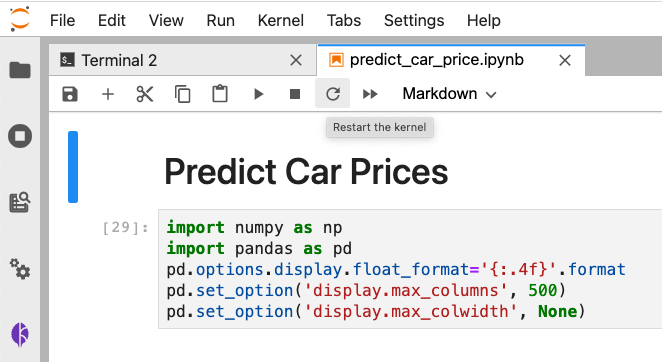 File Edit View Run Kernel Tabs Settings Help
Terminal 2 predict_car_price.ipynb
Markdown
Restart the kernel
Predict Car Prices
[29]: import numpy as np
import pandas as pd
pd.options.display.float_format='{:.4f}'.format
pd.set_option('display.max_columns', 500)
pd.set_option('display.max_colwidth', None)